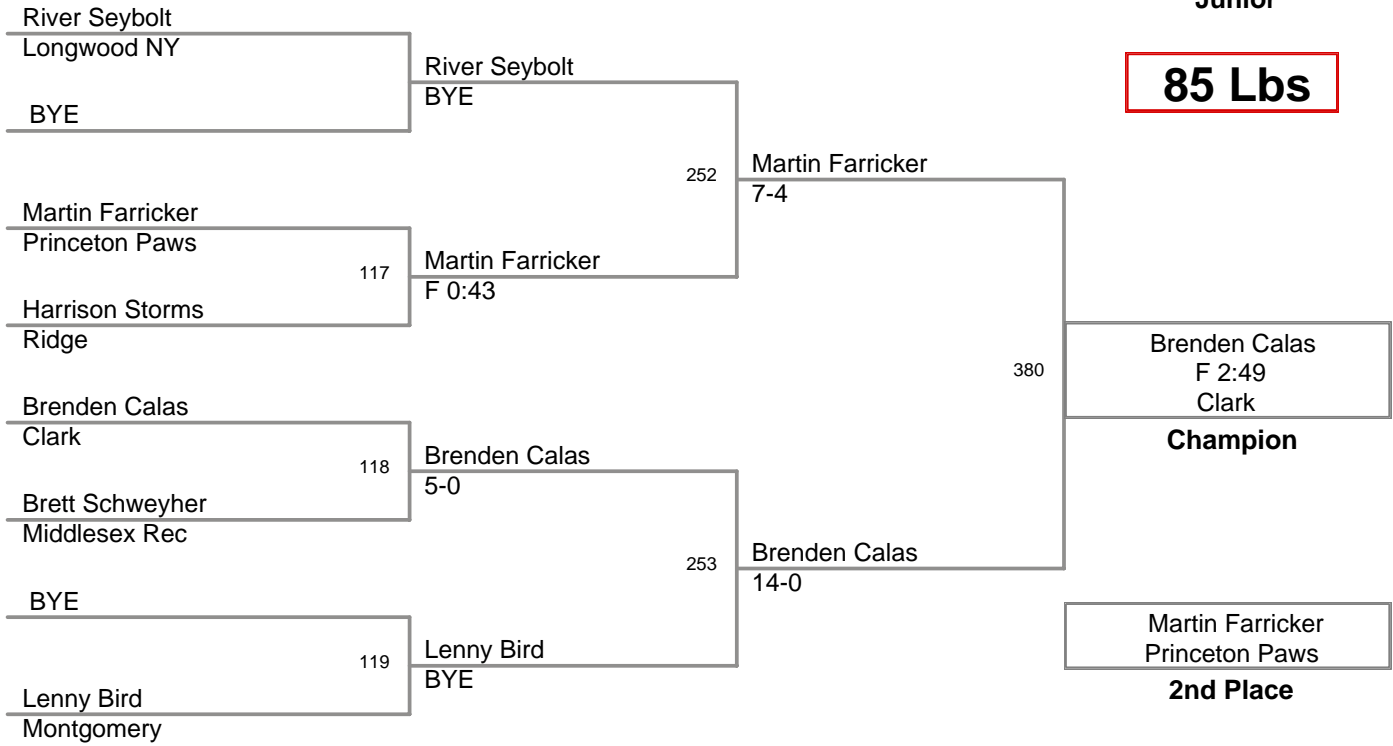 Junior
85 Lbs
River Seybolt
Longwood NY
BYE
Martin Farricker
Princeton Paws
117
Harrison Storms
Ridge
Brenden Calas
Clark
118
Brett Schweyher
Middlesex Rec
BYE
119
Lenny Bird
Montgomery
River Seybolt
BYE
252
Martin Farricker
F 0:43
Brenden Calas
5-0
253
Lenny Bird
BYE
Martin Farricker
7-4
380
Brenden Calas
14-0
Brenden Calas
F 2:49
Clark
Champion
Martin Farricker
Princeton Paws
2nd Place